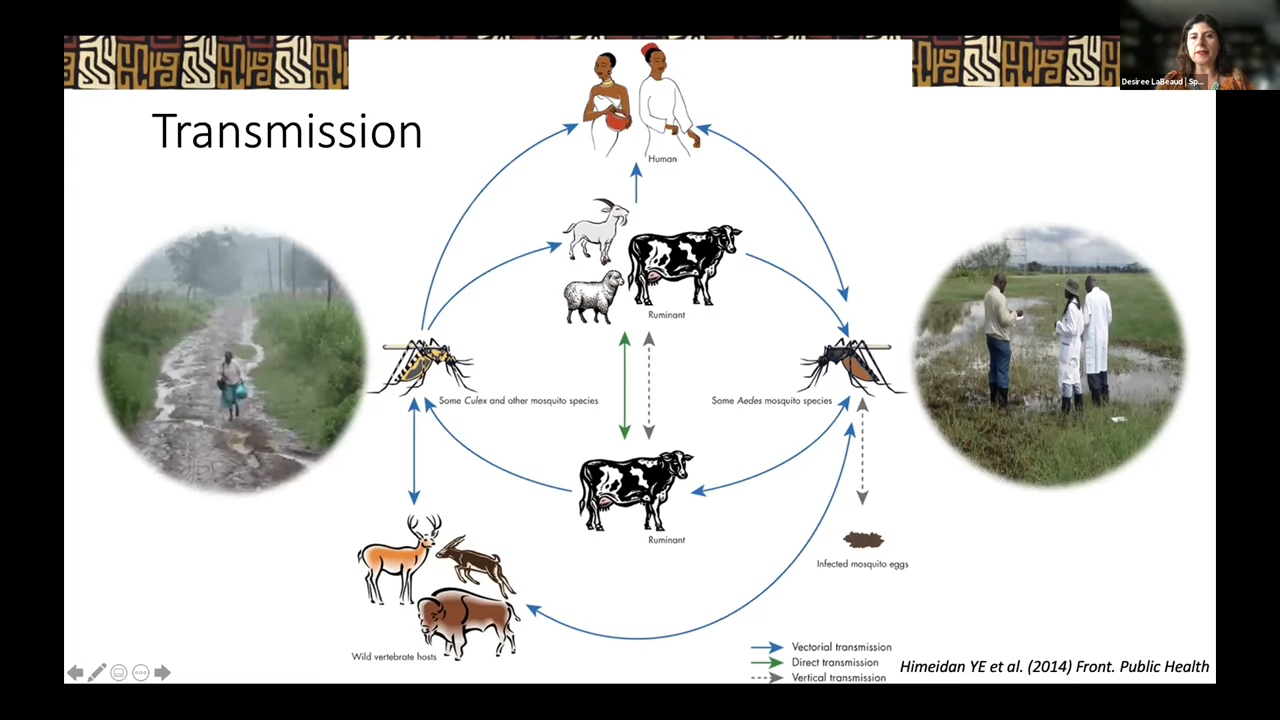 Desiree LaBeaud | Sp...
Transmission
Human
Ruminant
Some Culex and other mosquito species
Some Aedes mosquito species
Ruminant
Infected mosquito eggs
Wild vertebrate hosts
Vectorial transmission
Direct transmission
Vertical transmission
Himeidan YE et al. (2014) Front. Public Health